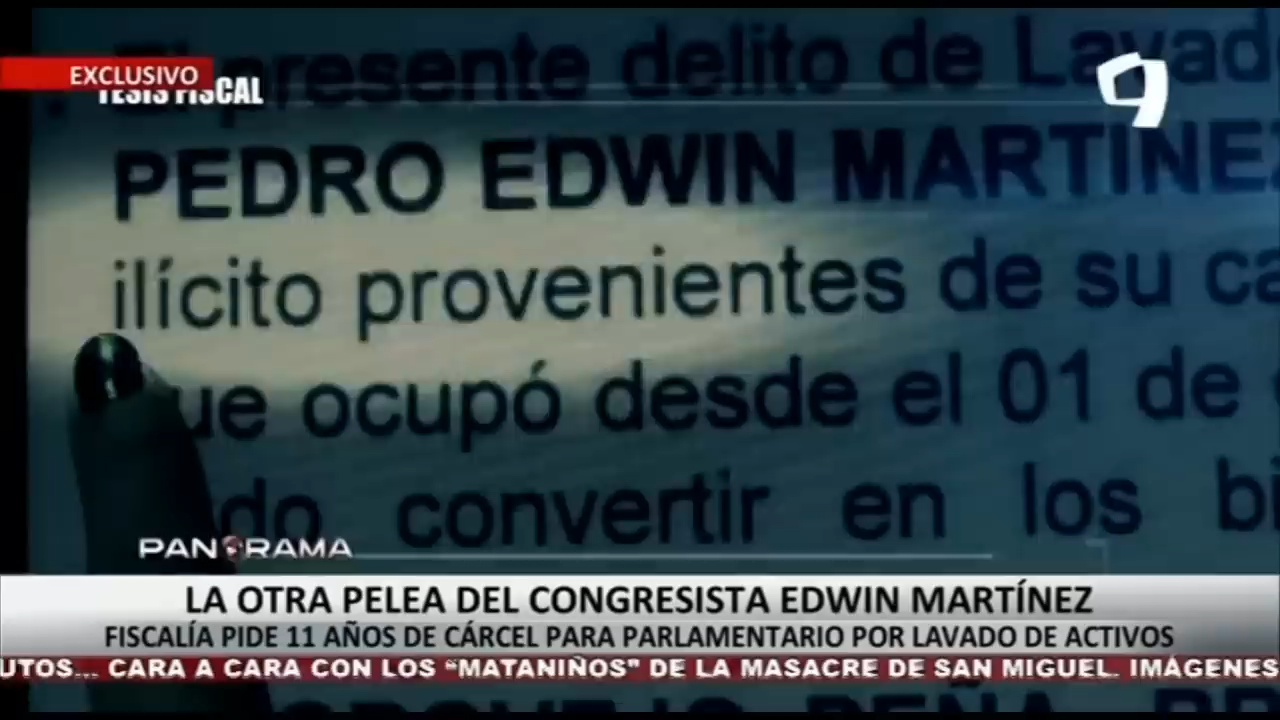 El presente delito de Lavad
EXCLUSIVO
TESIS FISCAL
9
PEDRO EDWIN MARTÍNEZ
ilícito provenientes de su ca
que ocupó desde el 01 de
do convertir en los bi
PANORAMA
LA OTRA PELEA DEL CONGRESISTA EDWIN MARTÍNEZ
FISCALÍA PIDE 11 AÑOS DE CÁRCEL PARA PARLAMENTARIO POR LAVADO DE ACTIVOS
UTOS... CARA A CARA CON LOS “MATANIÑOS" DE LA MASACRE DE SAN MIGUEL. IMÁGENES